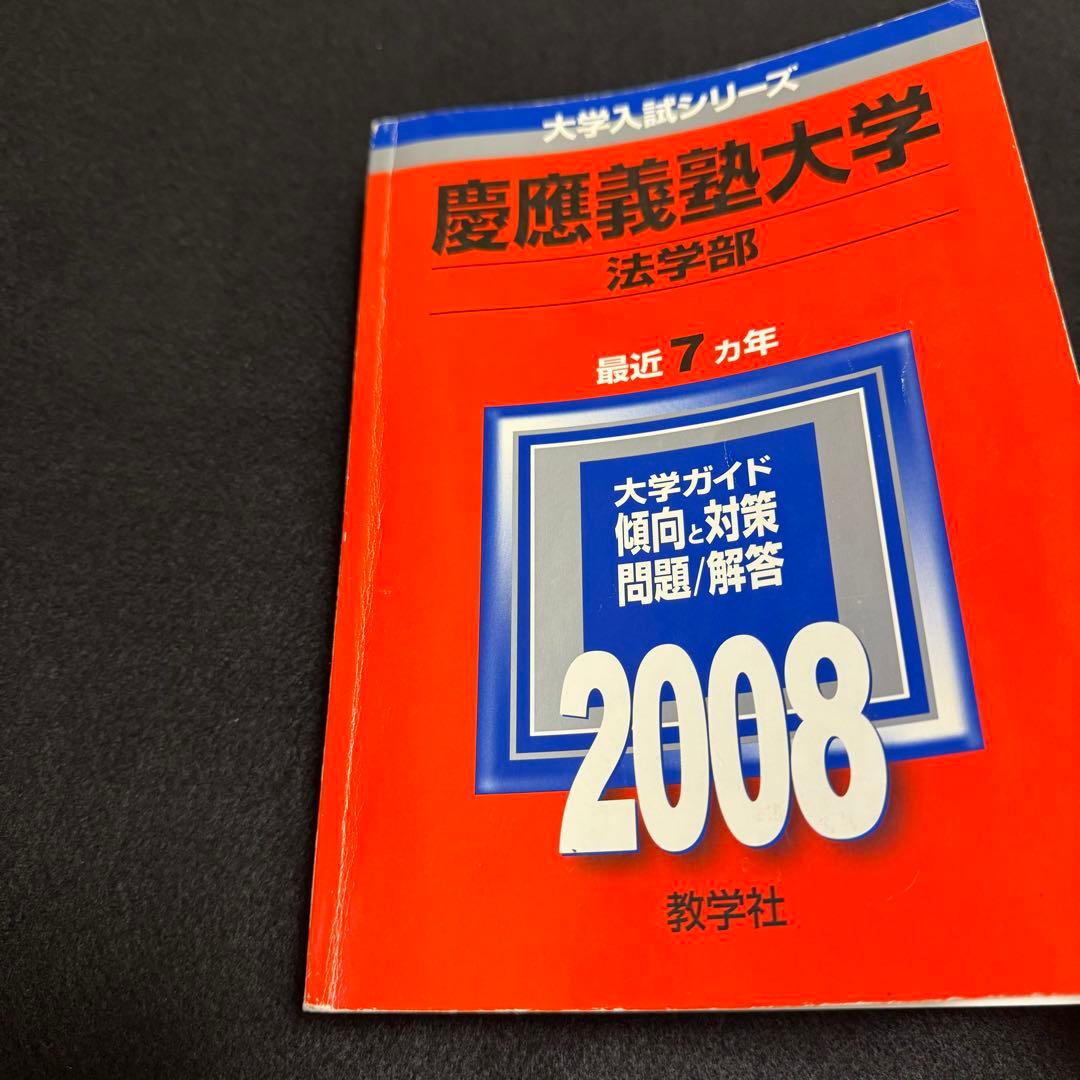 大学入試シリーズ
慶應義塾大学
法学部
最近7ヵ年
大学ガイド
傾向と対策
問題/解答
2008
教学社